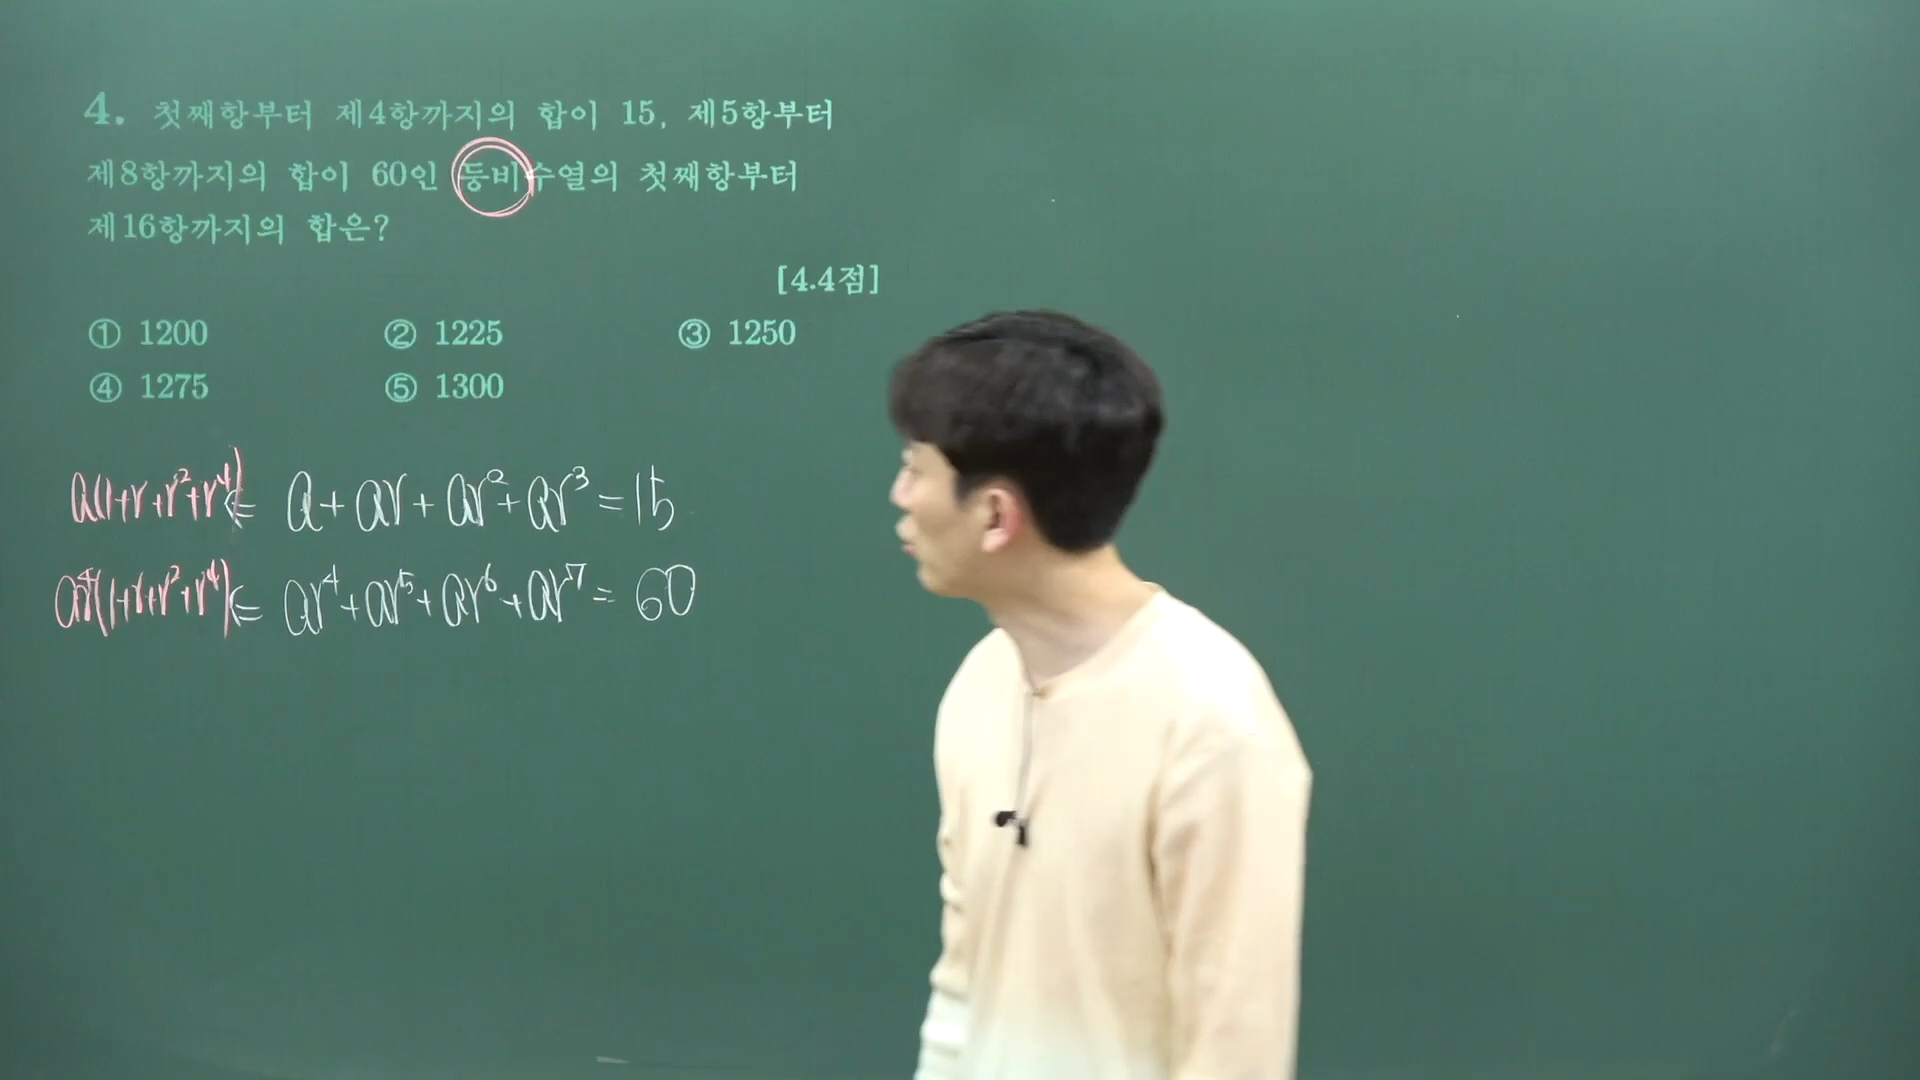 4. 첫째항부터 제4항까지의 합이 15, 제5항부터
제8항까지의 합이 60인 등비수열의 첫째항부터
제16항까지의 합은?
[4.4점]
① 1200 ② 1225 ③ 1250
④ 1275 ⑤ 1300
a(1+r+r²+r⁴) ⇐ a+ar+ar²+ar³=15
ar⁴(1+r+r²+r⁴) ⇐ ar⁴+ar⁵+ar⁶+ar⁷=60